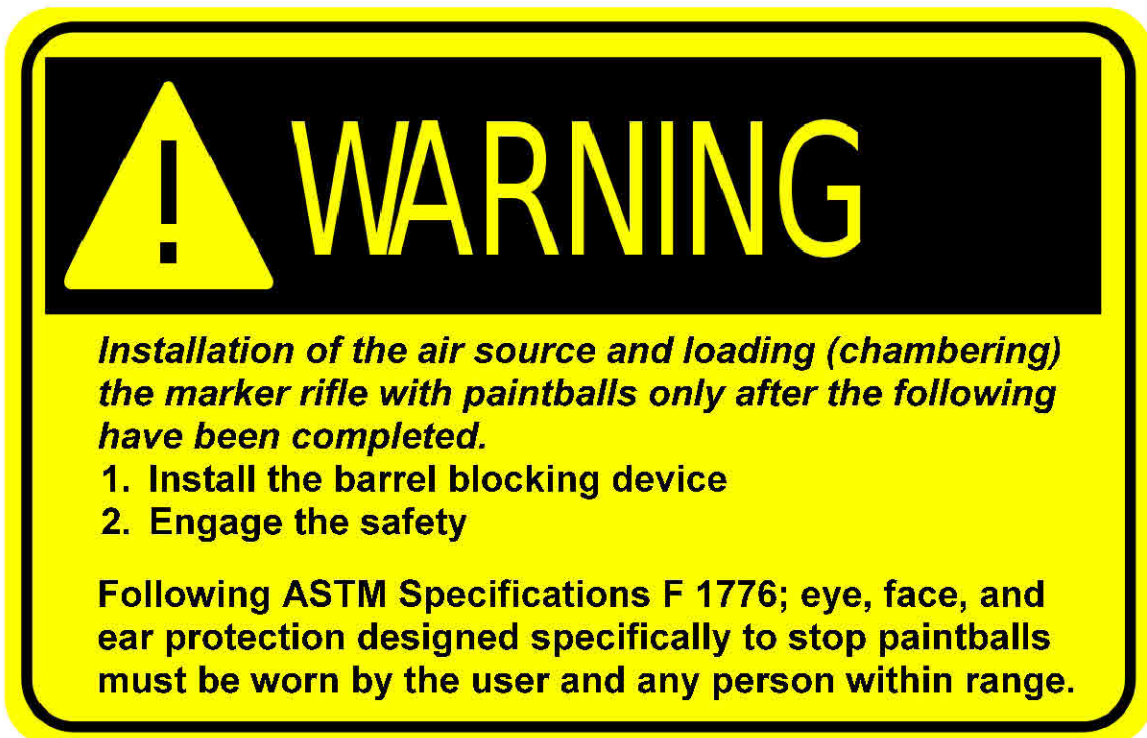 WARNING
Installation of the air source and loading (chambering)
the marker rifle with paintballs only after the following
have been completed.
1. Install the barrel blocking device
2. Engage the safety
Following ASTM Specifications F 1776; eye, face, and
ear protection designed specifically to stop paintballs
must be worn by the user and any person within range.